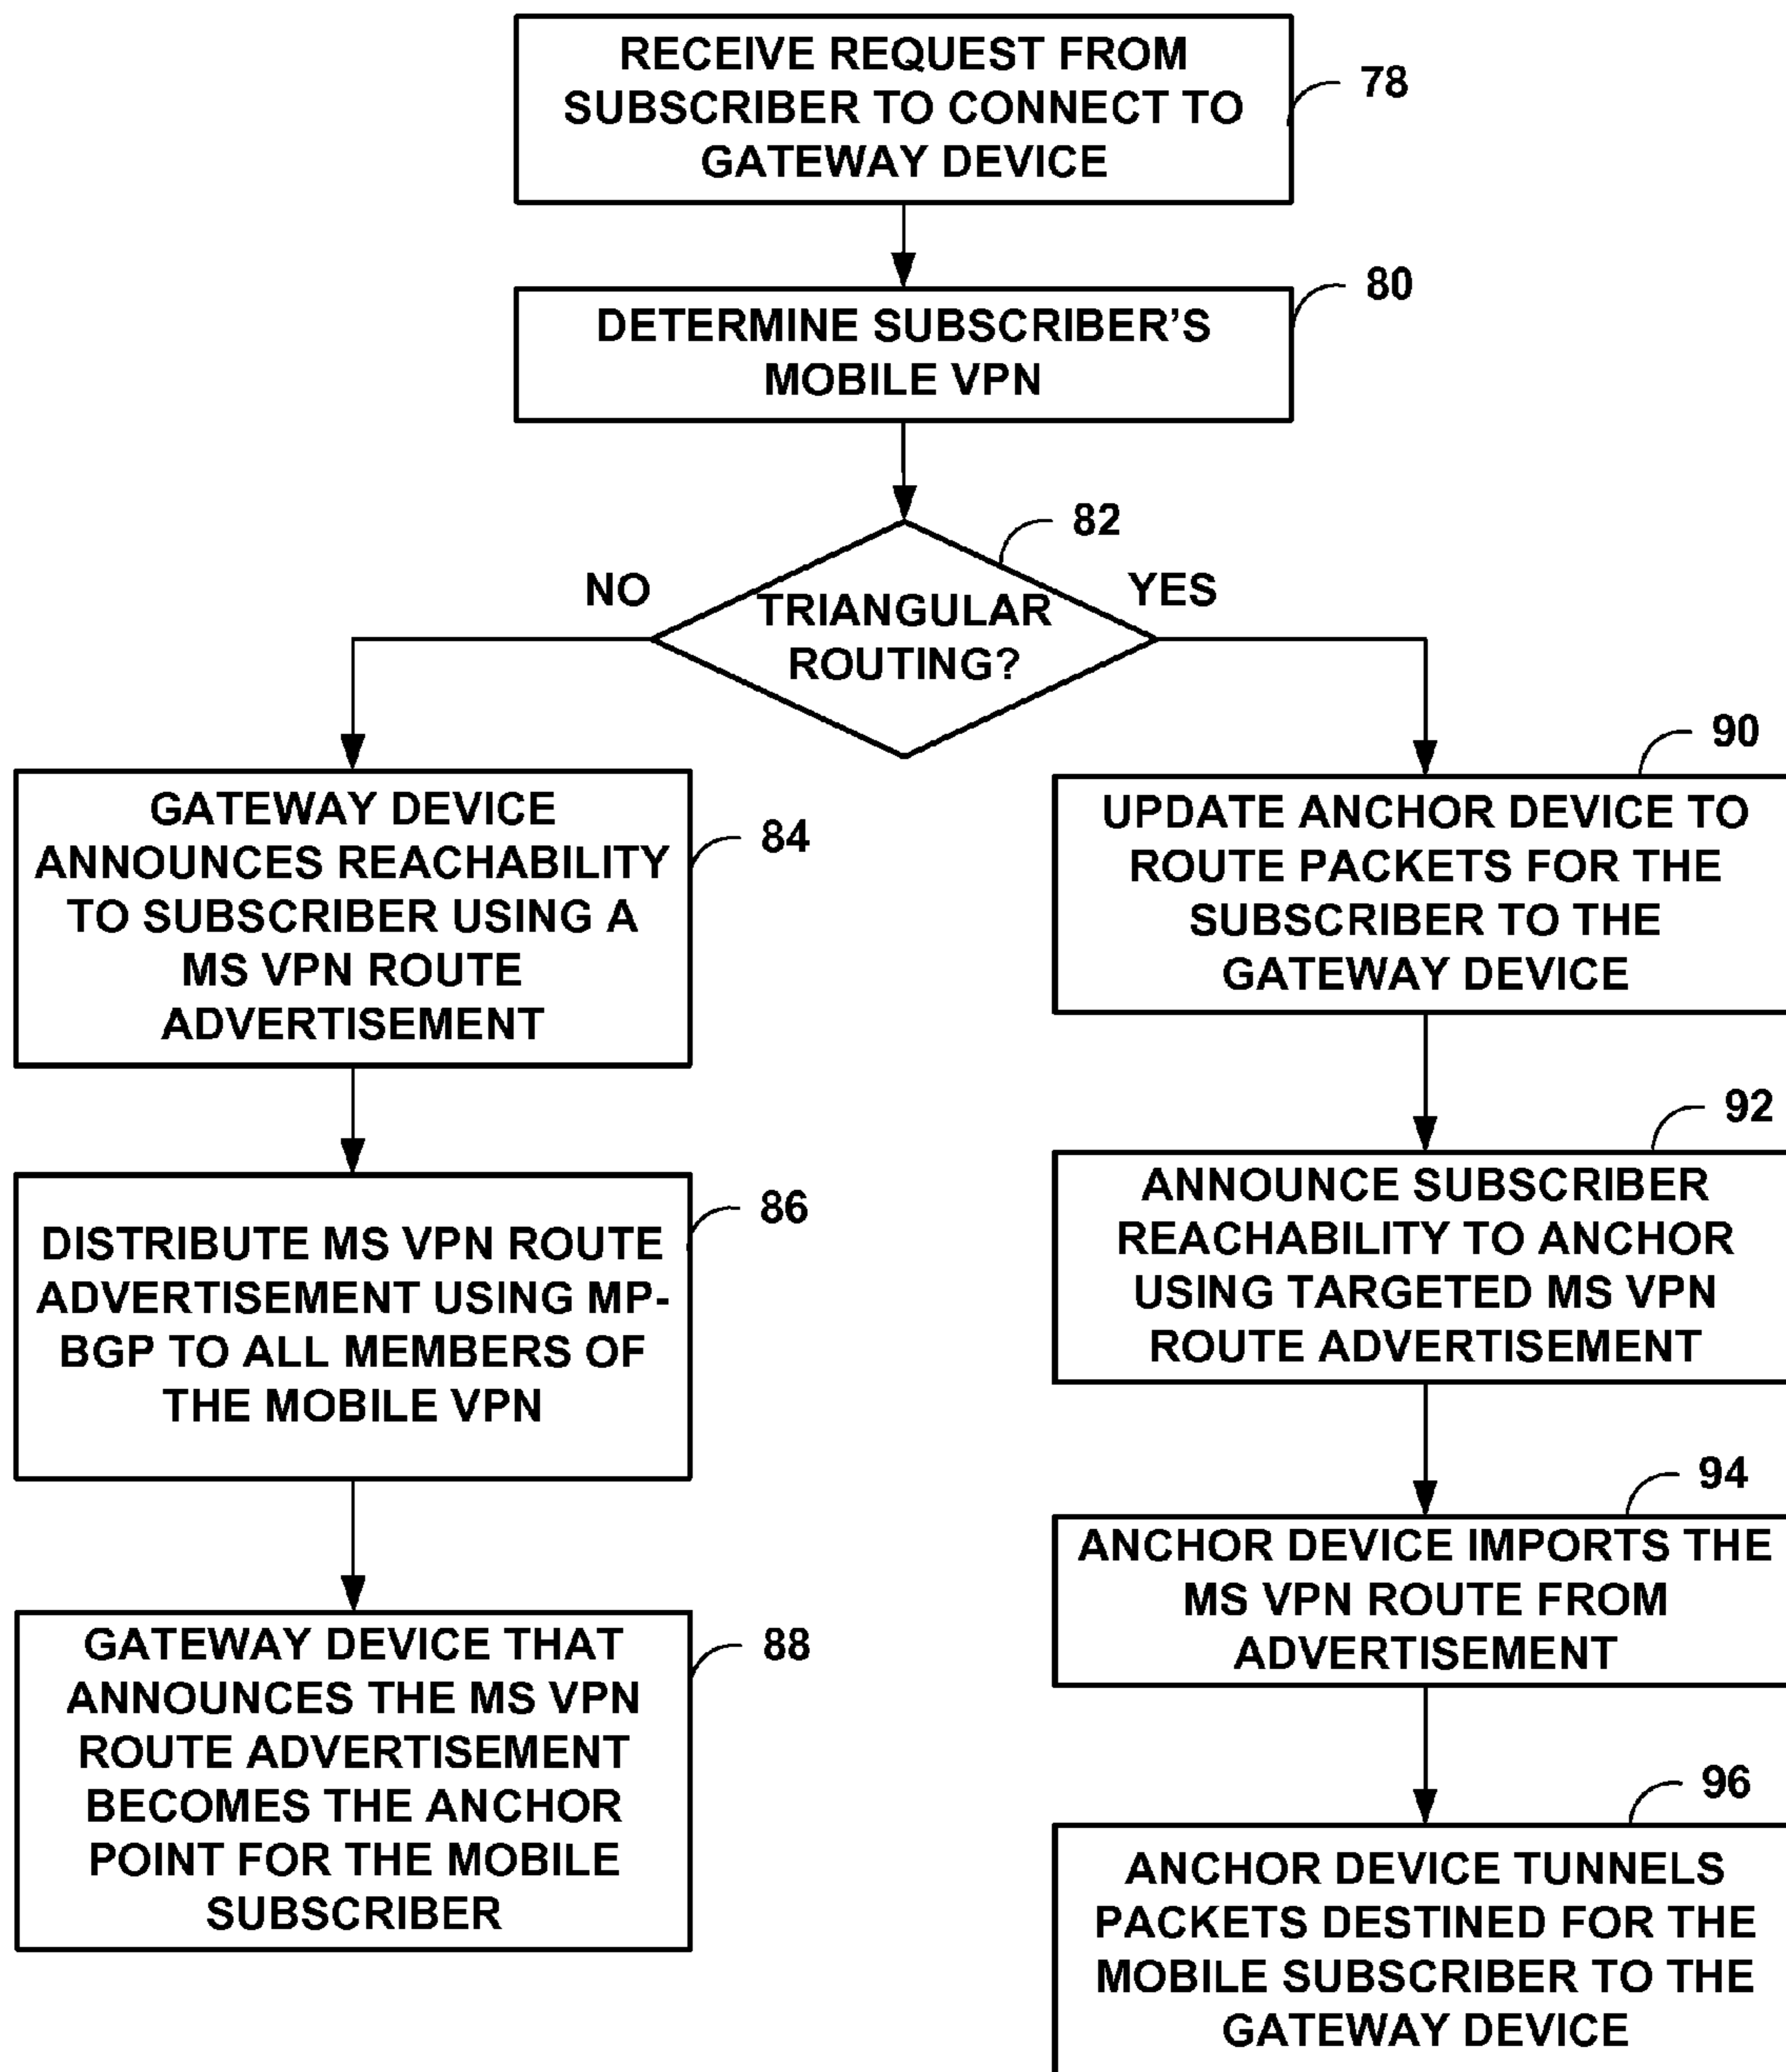 RECEIVE REQUEST FROM
SUBSCRIBER TO CONNECT TO
GATEWAY DEVICE
78
DETERMINE SUBSCRIBER'S
MOBILE VPN
80
82
NO
YES
TRIANGULAR
ROUTING?
GATEWAY DEVICE
ANNOUNCES REACHABILITY
TO SUBSCRIBER USING A
MS VPN ROUTE
ADVERTISEMENT
84
DISTRIBUTE MS VPN ROUTE
ADVERTISEMENT USING MP-
BGP TO ALL MEMBERS OF
THE MOBILE VPN
86
GATEWAY DEVICE THAT
ANNOUNCES THE MS VPN
ROUTE ADVERTISEMENT
BECOMES THE ANCHOR
POINT FOR THE MOBILE
SUBSCRIBER
88
90
UPDATE ANCHOR DEVICE TO
ROUTE PACKETS FOR THE
SUBSCRIBER TO THE
GATEWAY DEVICE
92
ANNOUNCE SUBSCRIBER
REACHABILITY TO ANCHOR
USING TARGETED MS VPN
ROUTE ADVERTISEMENT
94
ANCHOR DEVICE IMPORTS THE
MS VPN ROUTE FROM
ADVERTISEMENT
96
ANCHOR DEVICE TUNNELS
PACKETS DESTINED FOR THE
MOBILE SUBSCRIBER TO THE
GATEWAY DEVICE